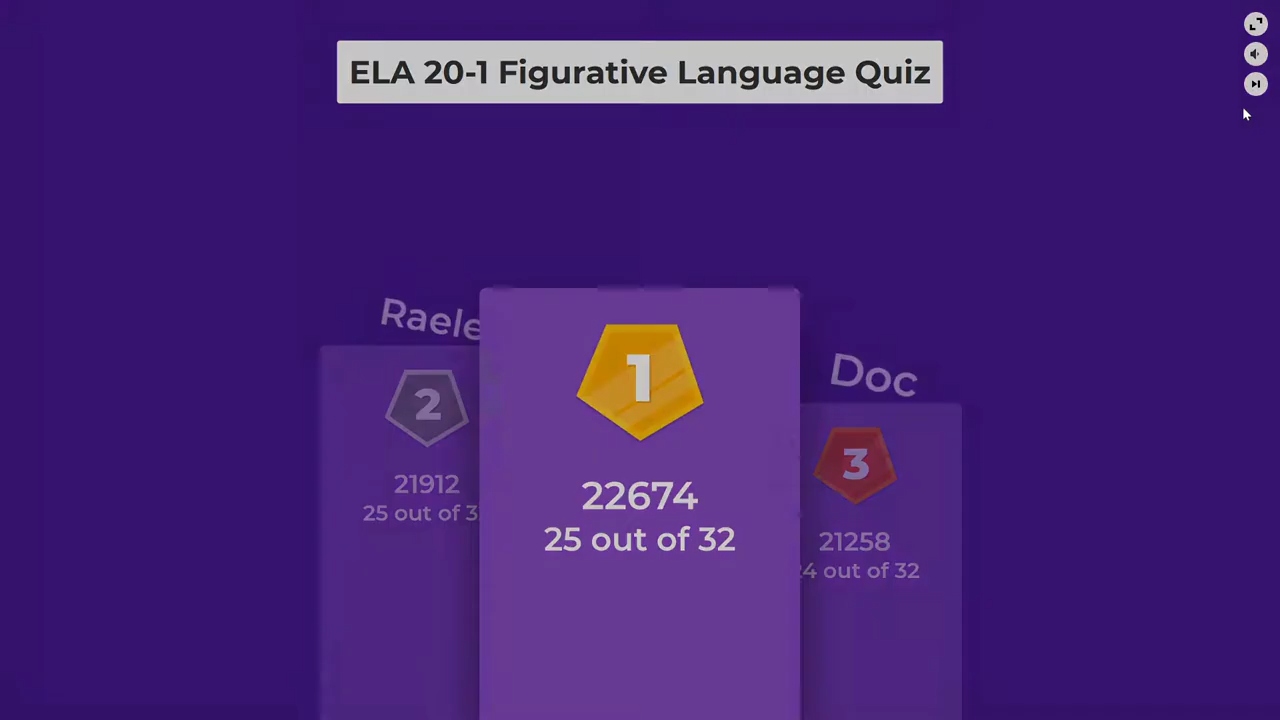 ELA 20-1 Figurative Language Quiz
Raele
2
21912
25 out of 3
1
22674
25 out of 32
Doc
3
21258
24 out of 32